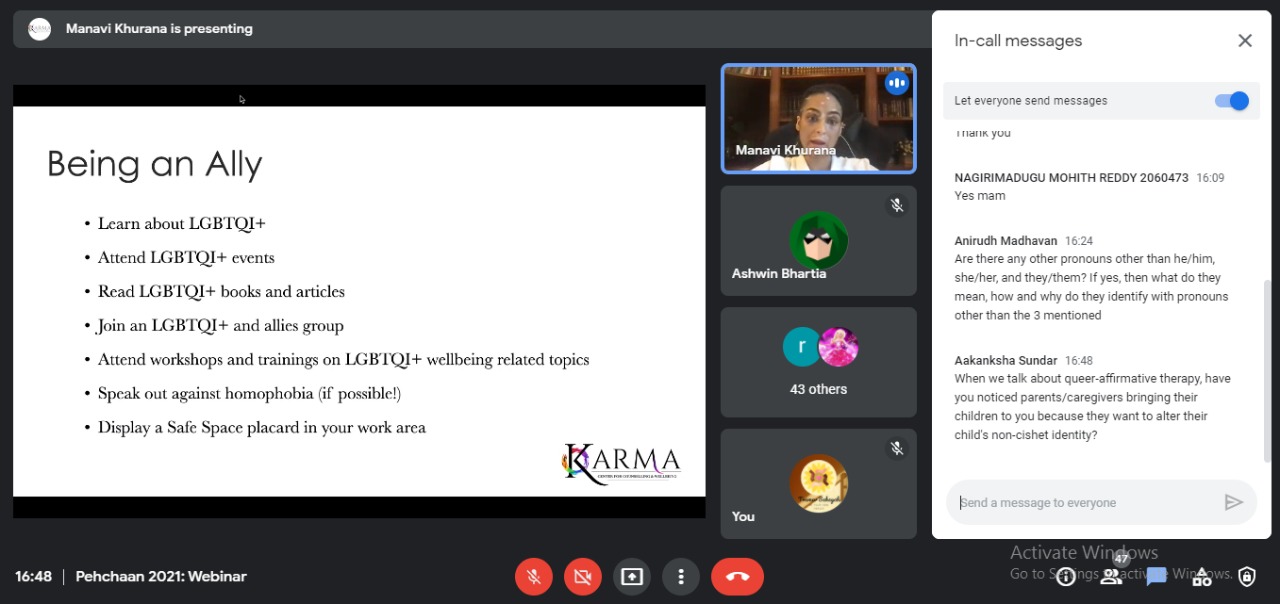 Manavi Khurana is presenting
Being an Ally
• Learn about LGBTQI+
• Attend LGBTQI+ events
• Read LGBTQI+ books and articles
• Join an LGBTQI+ and allies group
• Attend workshops and trainings on LGBTQI+ wellbeing related topics
• Speak out against homophobia (if possible!)
• Display a Safe Space placard in your work area
KARMA
CENTRE FOR COUNSELLING & WELLBEING
Manavi Khurana
Ashwin Bhartia
r
43 others
You
In-call messages
Let everyone send messages
Thank you
NAGIRIMADUGU MOHITH REDDY 2060473 16:09
Yes mam
Anirudh Madhavan 16:24
Are there any other pronouns other than he/him,
she/her, and they/them? If yes, then what do they
mean, how and why do they identify with pronouns
other than the 3 mentioned
Aakanksha Sundar 16:48
When we talk about queer-affirmative therapy, have
you noticed parents/caregivers bringing their
children to you because they want to alter their
child's non-cishet identity?
Send a message to everyone
Activate Windows
Go to Settings to activate Windows.
47
16:48 | Pehchaan 2021: Webinar